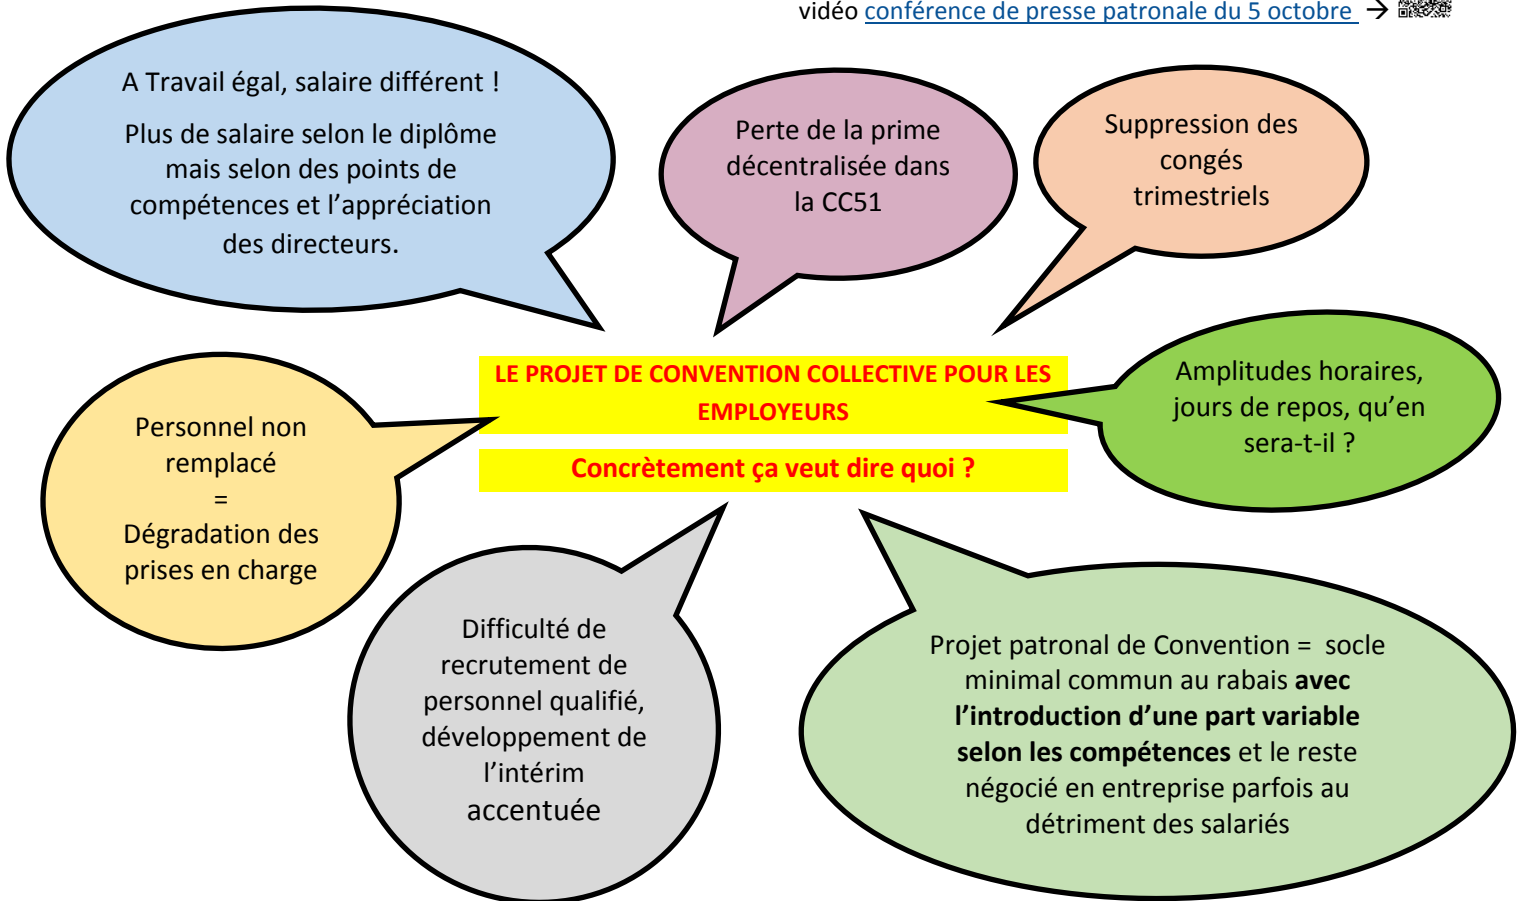 vidéo conférence de presse patronale du 5 octobre →
A Travail égal, salaire différent !
Plus de salaire selon le diplôme
mais selon des points de
compétences et l’appréciation
des directeurs.
Perte de la prime
décentralisée dans
la CC51
Suppression des
congés
trimestriels
LE PROJET DE CONVENTION COLLECTIVE POUR LES
EMPLOYEURS
Concrètement ça veut dire quoi ?
Amplitudes horaires,
jours de repos, qu’en
sera-t-il ?
Personnel non
remplacé
=
Dégradation des
prises en charge
Difficulté de
recrutement de
personnel qualifié,
développement de
l’intérim
accentuée
Projet patronal de Convention = socle
minimal commun au rabais avec
l’introduction d’une part variable
selon les compétences et le reste
négocié en entreprise parfois au
détriment des salariés